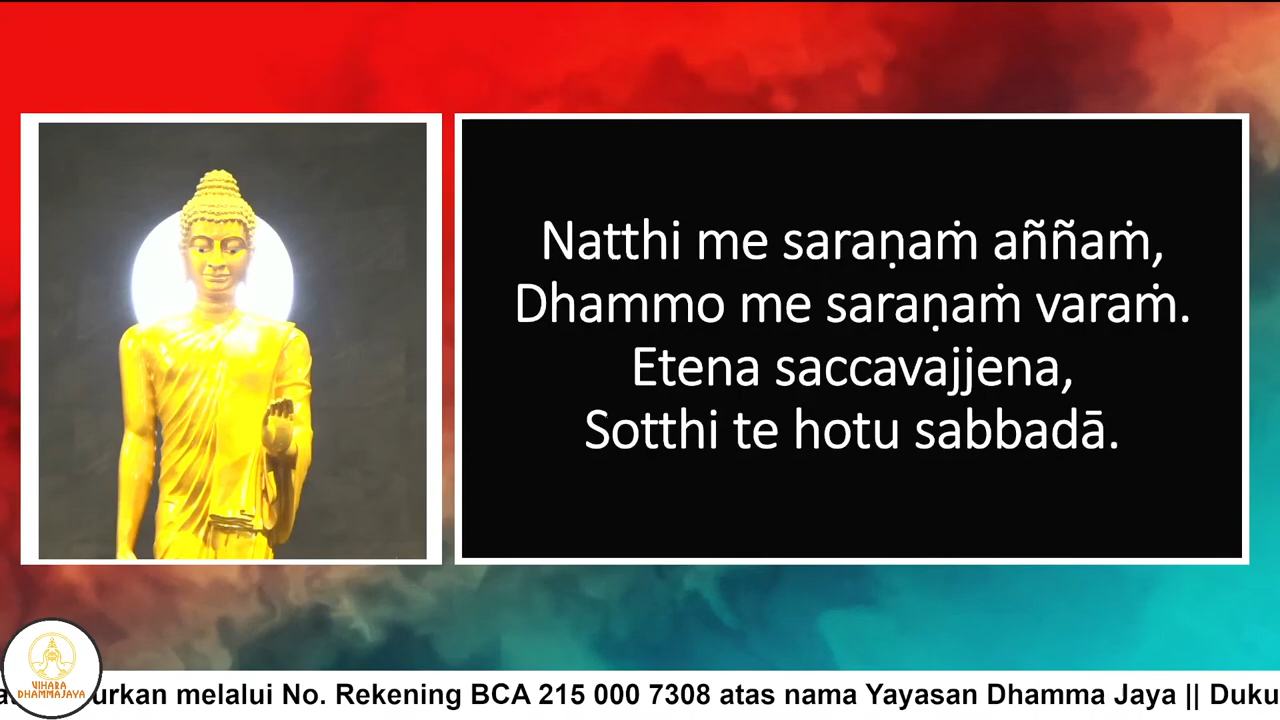 Natthi me saraṇaṁ aññaṁ,
Dhammo me saraṇaṁ varaṁ.
Etena saccavajjena,
Sotthi te hotu sabbadā.
VIHARA
DHAMMAJAYA
urkan melalui No. Rekening BCA 215 000 7308 atas nama Yayasan Dhamma Jaya || Duku